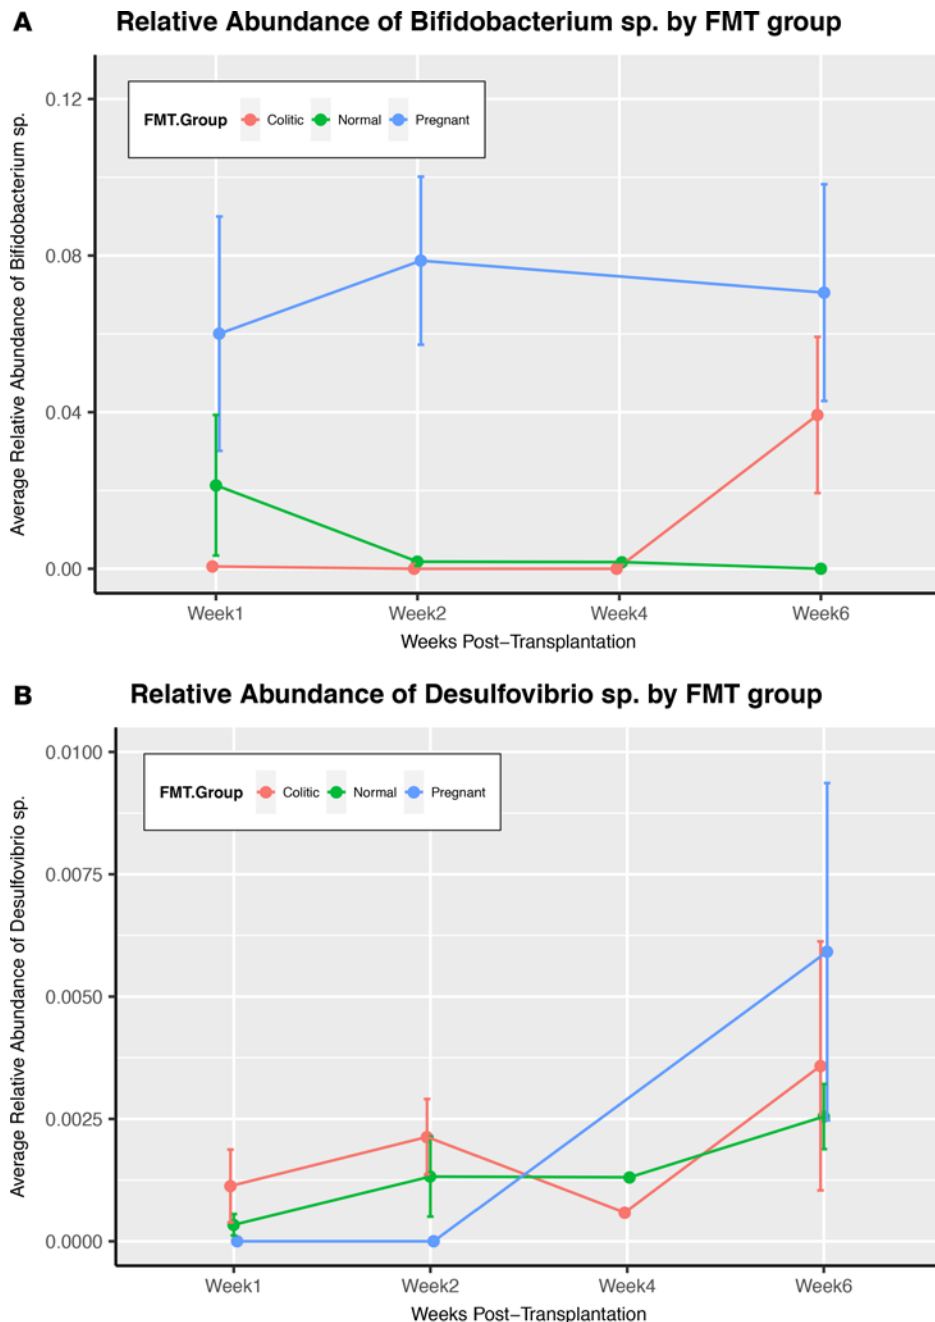 A Relative Abundance of Bifidobacterium sp. by FMT group
FMT.Group Colitic Normal Pregnant
Average Relative Abundance of Bifidobacterium sp.
0.12
0.08
0.04
0.00
Week1 Week2 Week4 Week6
Weeks Post–Transplantation
B Relative Abundance of Desulfovibrio sp. by FMT group
FMT.Group Colitic Normal Pregnant
Average Relative Abundance of Desulfovibrio sp.
0.0100
0.0075
0.0050
0.0025
0.0000
Week1 Week2 Week4 Week6
Weeks Post–Transplantation